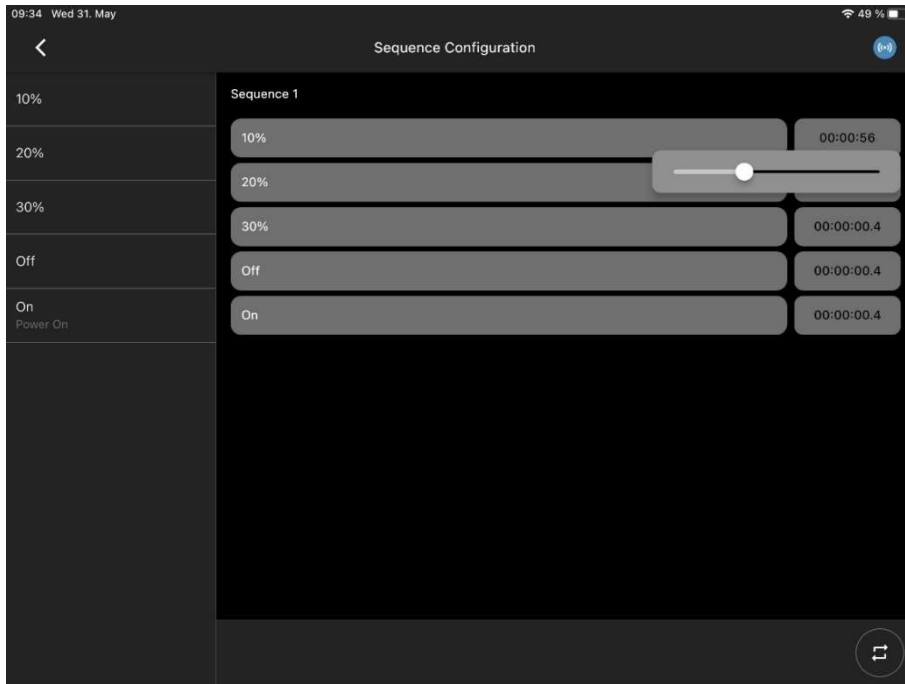 09:34 Wed 31. May
49 %
Sequence Configuration
10%
20%
30%
Off
On
Power On
Sequence 1
10%
00:00:56
20%
30%
00:00:00.4
Off
00:00:00.4
On
00:00:00.4